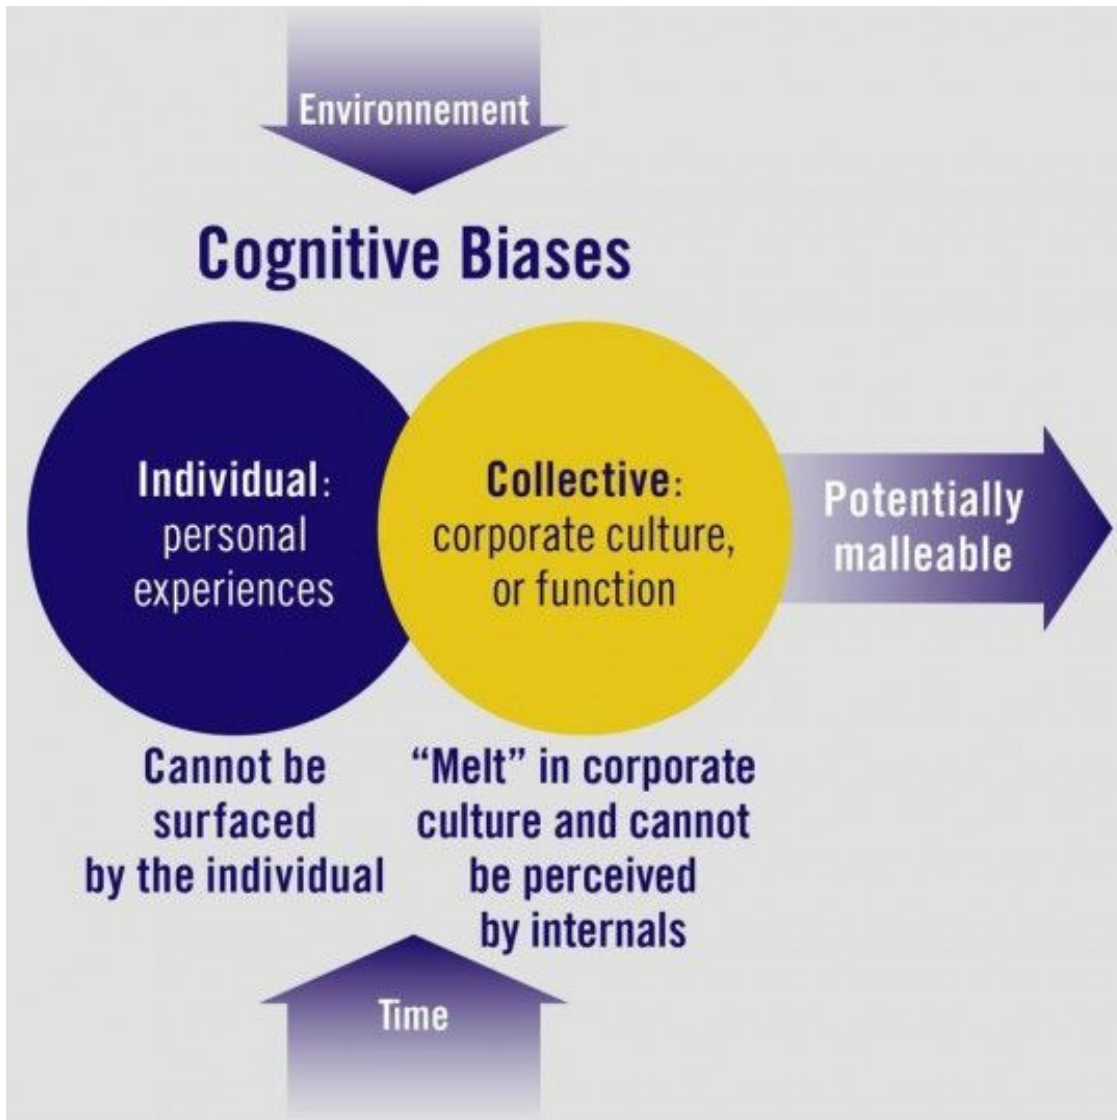 Environnement
Cognitive Biases
Individual:
personal
experiences
Collective:
corporate culture,
or function
Potentially
malleable
Cannot be
surfaced
by the individual
“Melt” in corporate
culture and cannot
be perceived
by internals
Time